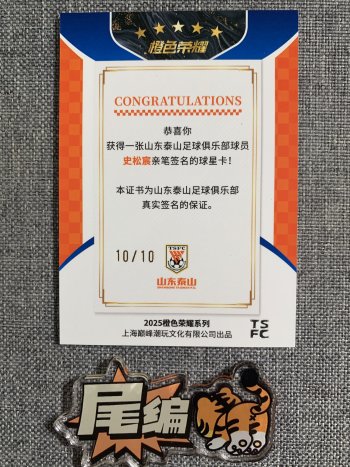 橙色荣耀
CONGRATULATIONS
恭喜你
获得一张山东泰山足球俱乐部球员
史松宸亲笔签名的球星卡！
本证书为山东泰山足球俱乐部
真实签名的保证。
10/10
TSFC
山东泰山
2025橙色荣耀系列
上海巅峰潮玩文化有限公司出品
TS
FC
尾编